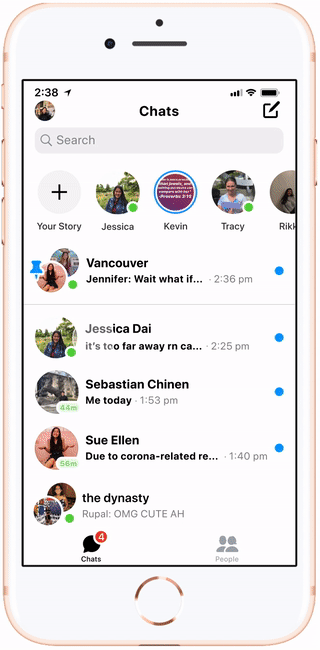 2:38
Chats
Search
Your Story
Jessica
Kevin
Tracy
Rikk
Vancouver
Jennifer: Wait what if... · 2:36 pm
Jessica Dai
it's too far away rn ca... · 2:25 pm
Sebastian Chinen
Me today · 1:53 pm
44m
Sue Ellen
Due to corona-related re... · 1:40 pm
56m
the dynasty
Rupal: OMG CUTE AH
4
Chats
People